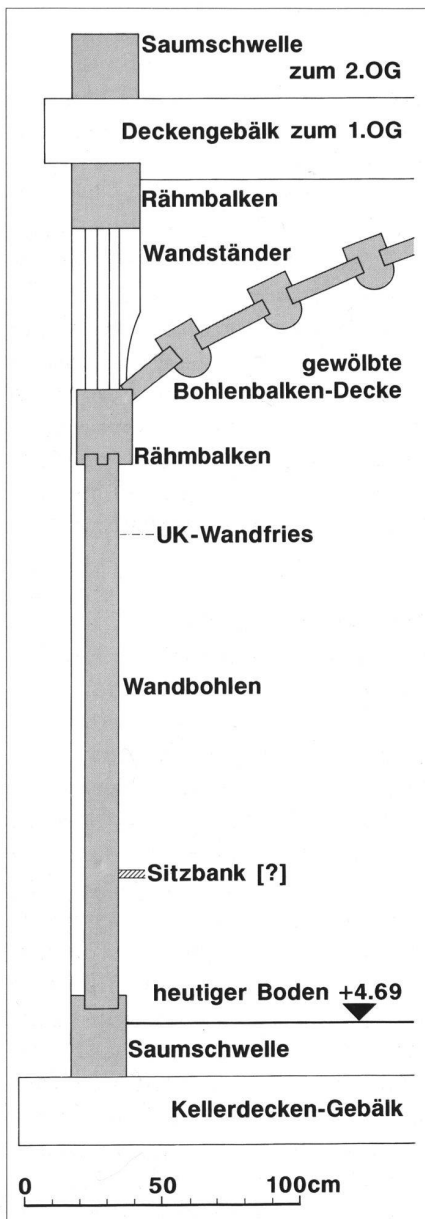 Saumschwelle
zum 2.OG
Deckengebälk zum 1.OG
Rähmbalken
Wandständer
gewölbte
Bohlenbalken-Decke
Rähmbalken
UK-Wandfries
Wandbohlen
Sitzbank [?]
heutiger Boden +4.69
Saumschwelle
Kellerdecken-Gebälk
0 50 100cm